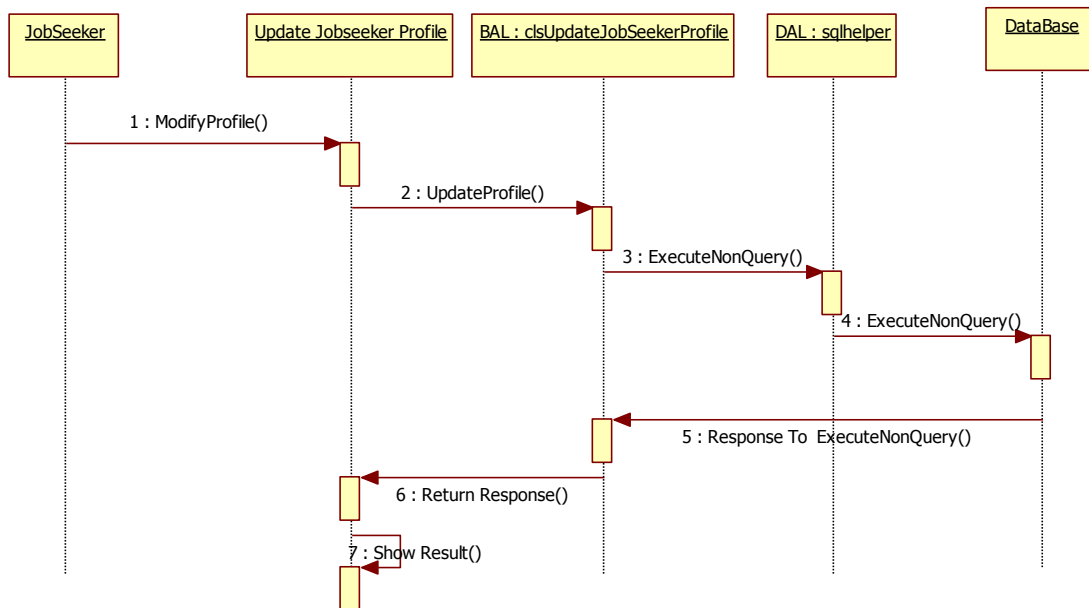 JobSeeker
Update Jobseeker Profile
BAL : clsUpdateJobSeekerProfile
DAL : sqlhelper
DataBase
1 : ModifyProfile()
2 : UpdateProfile()
3 : ExecuteNonQuery()
4 : ExecuteNonQuery()
5 : Response To ExecuteNonQuery()
6 : Return Response()
7 : Show Result()